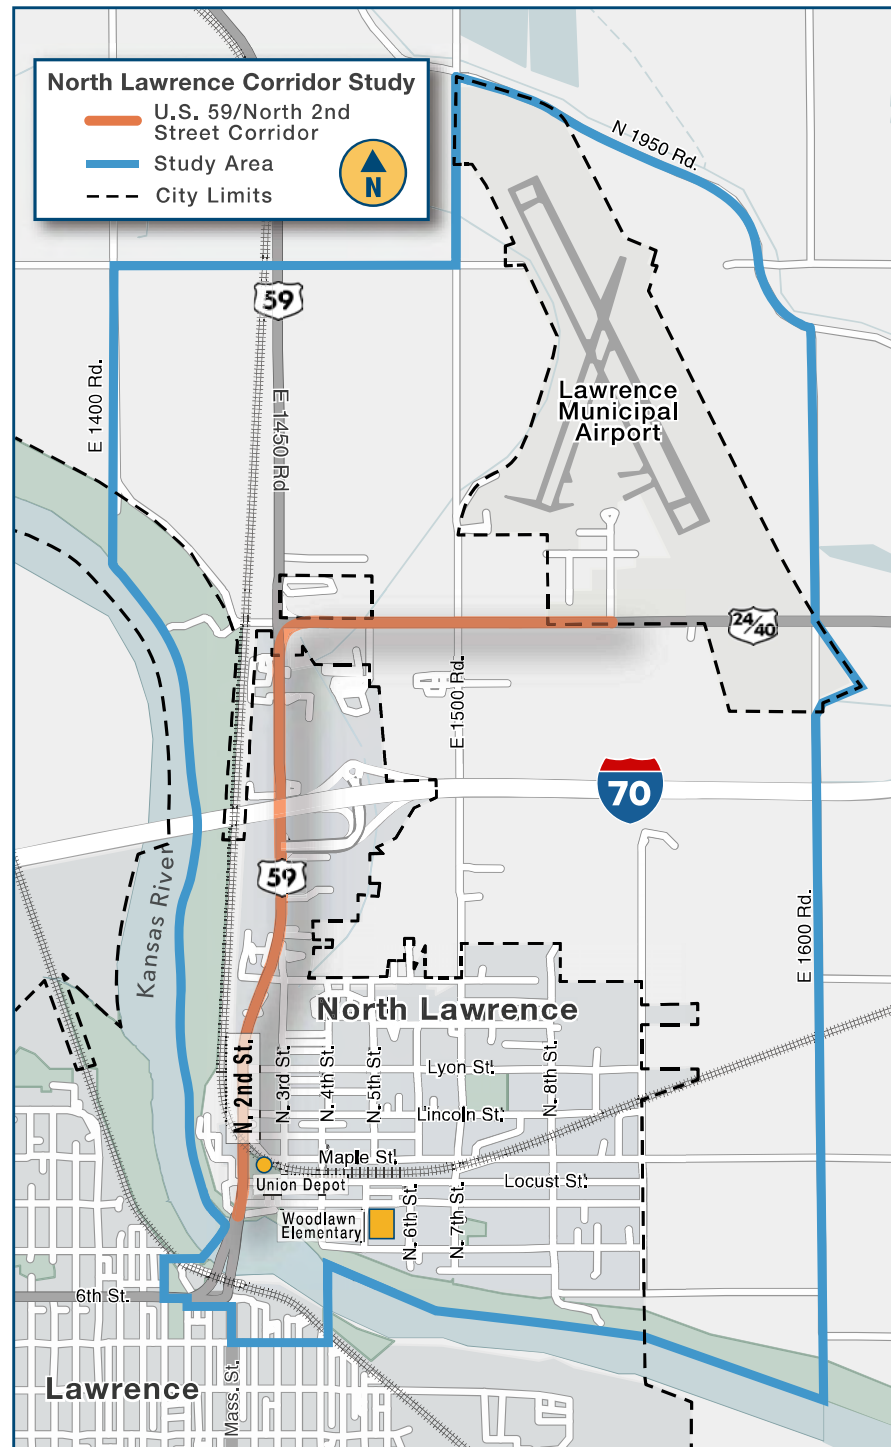 North Lawrence Corridor Study
U.S. 59/North 2nd
Street Corridor
Study Area
City Limits
N
N 1950 Rd.
59
E 1400 Rd.
E 1450 Rd
Lawrence
Municipal
Airport
24/40
E 1500 Rd.
70
59
Kansas River
E 1600 Rd.
North Lawrence
N. 2nd St.
N. 3rd St.
N. 4th St.
N. 5th St.
Lyon St.
N. 8th St.
Lincoln St.
Maple St.
Union Depot
Locust St.
Woodlawn
Elementary
N. 6th St.
N. 7th St.
6th St.
Lawrence
Mass. St.